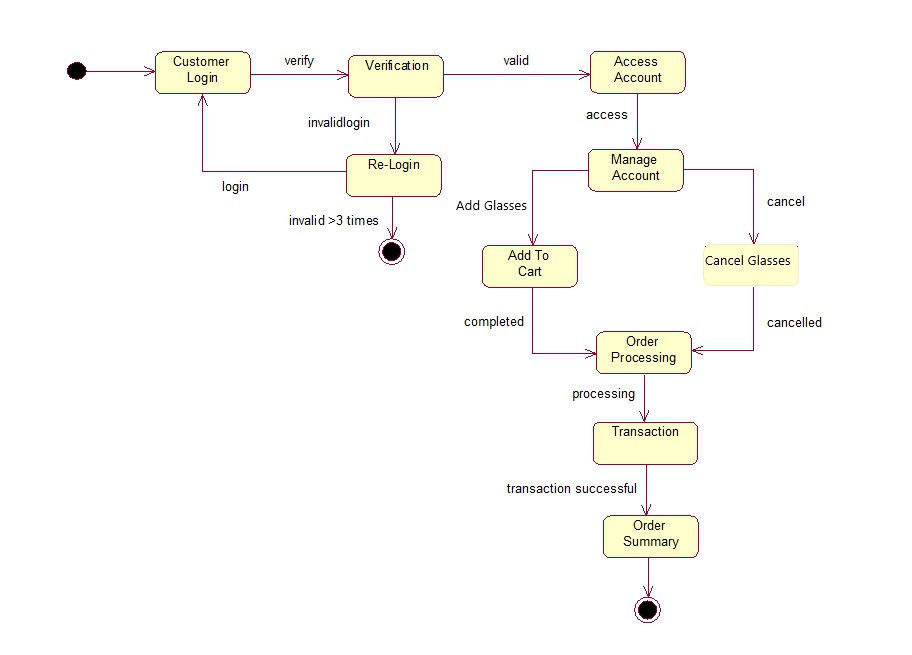 Customer
Login
verify
Verification
valid
Access
Account
invalidlogin
access
Re-Login
Manage
Account
login
invalid >3 times
Add Glasses
cancel
Add To
Cart
Cancel Glasses
completed
cancelled
Order
Processing
processing
Transaction
transaction successful
Order
Summary